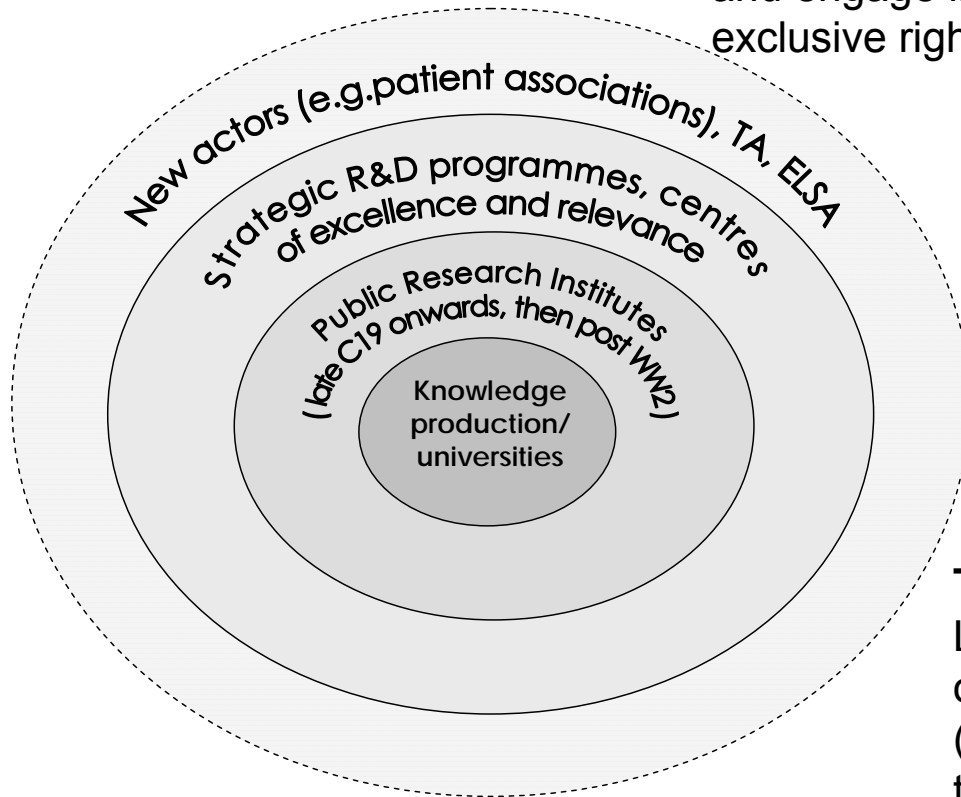 and engage
exclusive
New actors (e.g.patient associations), TA, ELSA
Strategic R&D programmes, centres
of excellence and relevance
Public Research Institutes
(late C19 onwards, then post WW2)
Knowledge
production/
universities